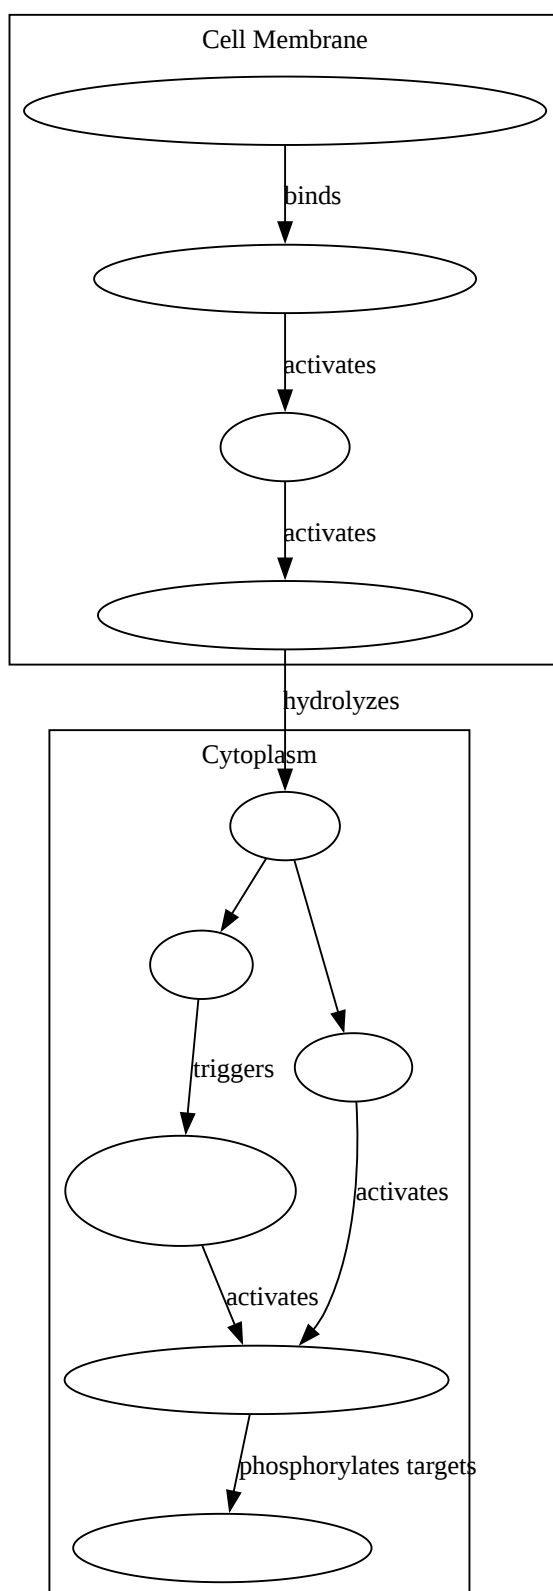 Cell Membrane
binds
activates
activates
hydrolyzes
Cytoplasm
triggers
activates
activates
phosphorylates targets